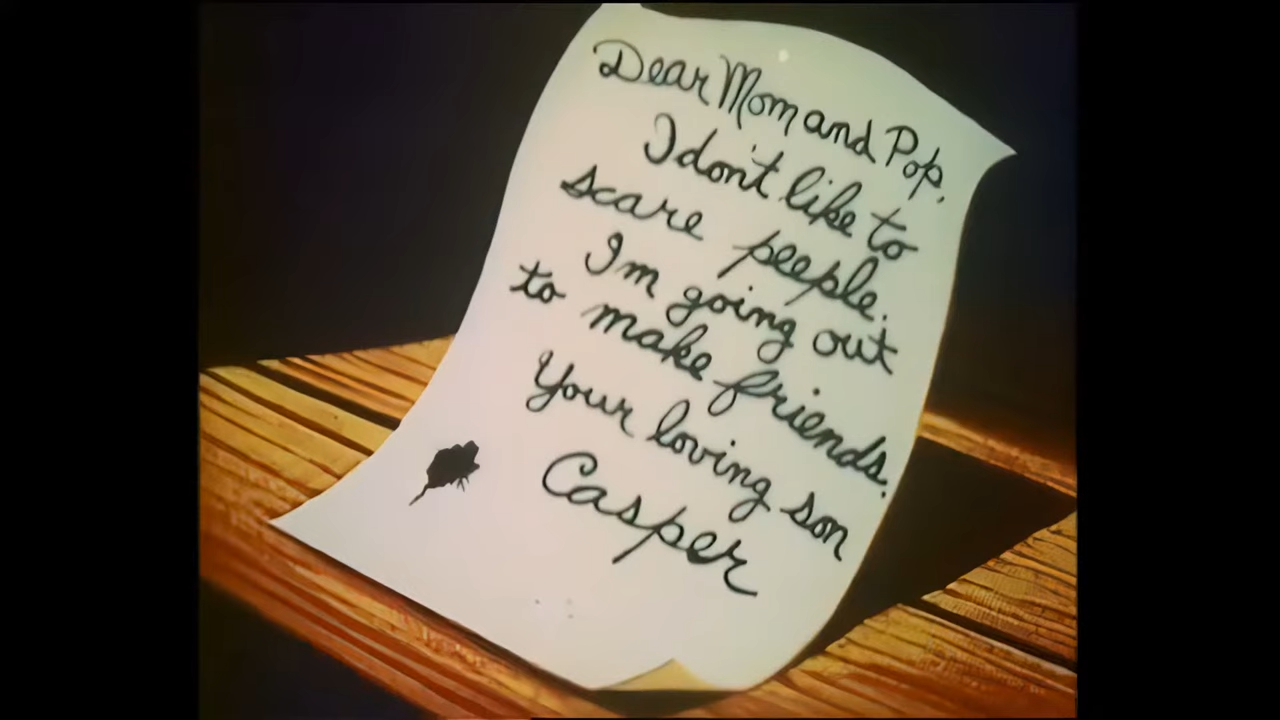 Dear Mom and Pop,
I don't like to
scare peeple.
I'm going out
to make friends.
Your loving son
Casper